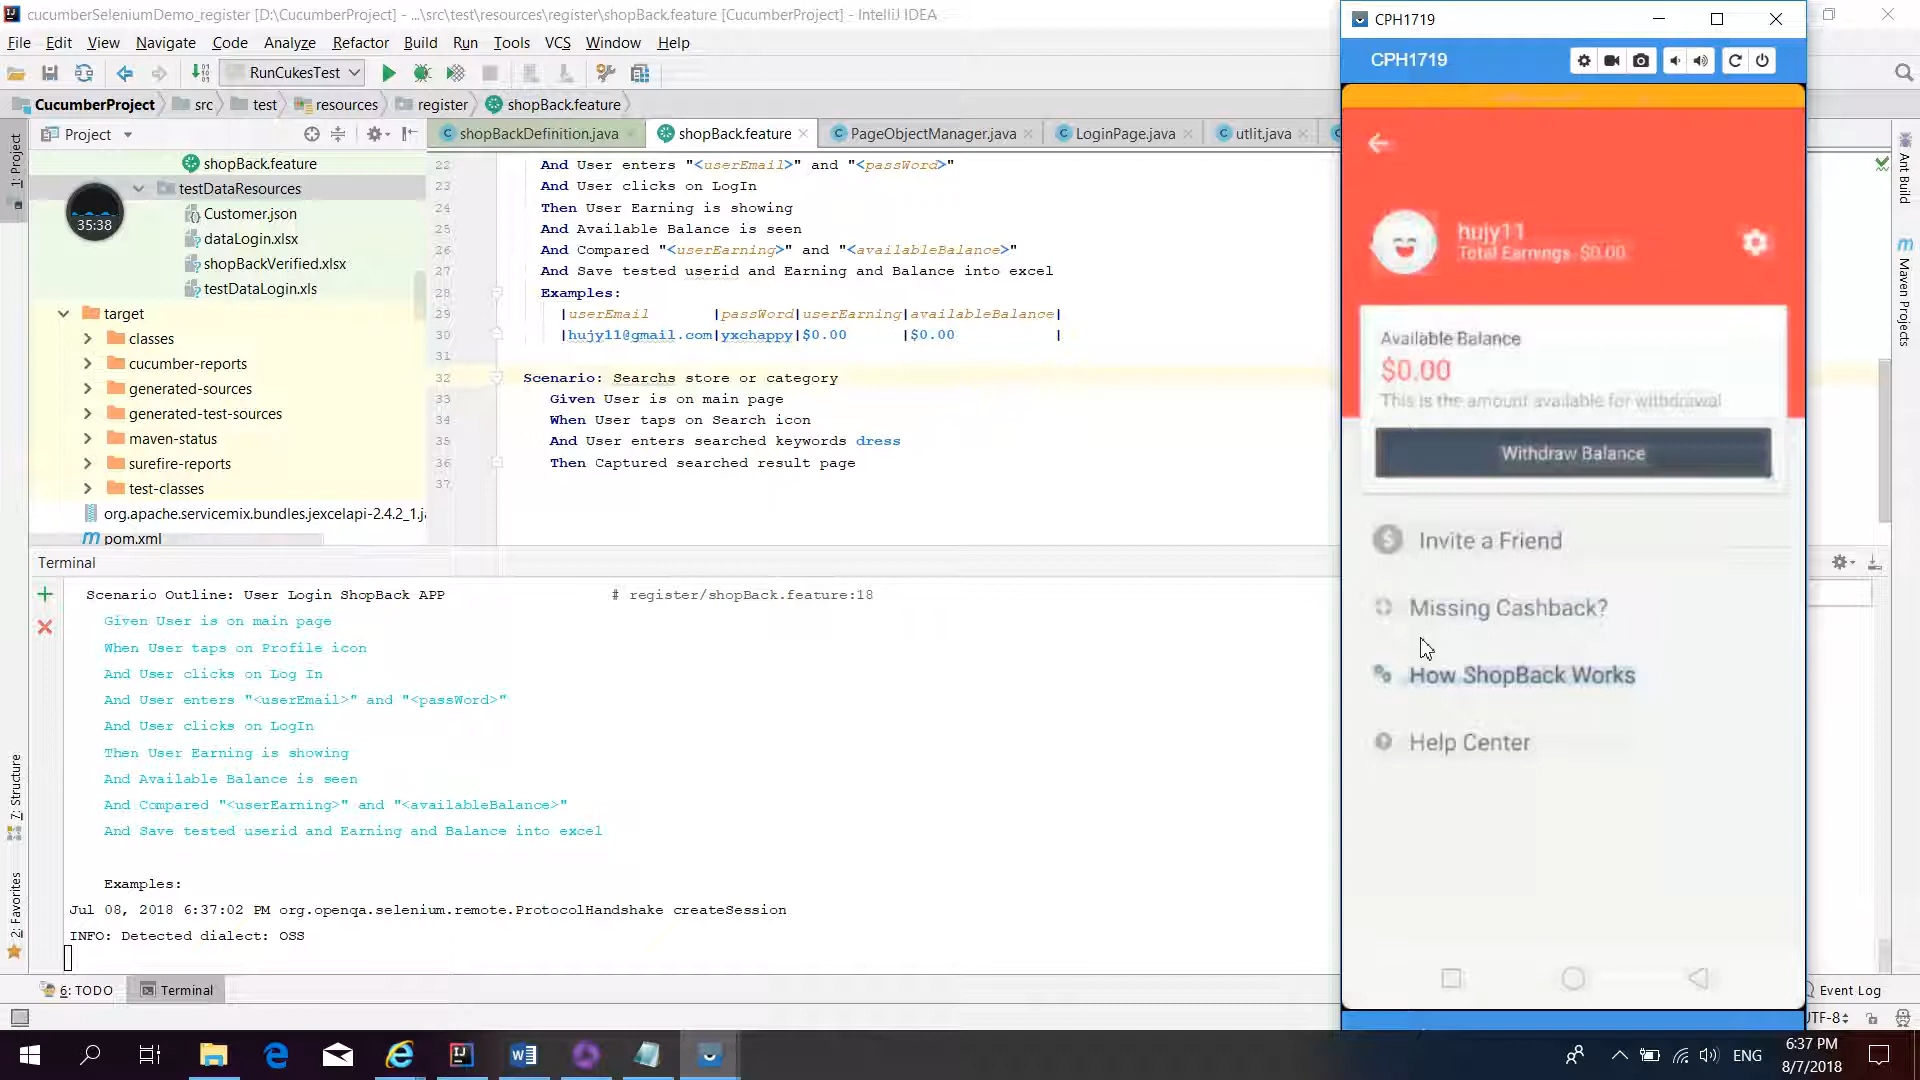 cucumberSeleniumDemo_register [D:\CucumberProject] - ...\src\test\resources\register\shopBack.feature [CucumberProject] - IntelliJ IDEA
File Edit View Navigate Code Analyze Refactor Build Run Tools VCS Window Help
RunCukesTest
CucumberProject src test resources register shopBack.feature
1: Project
Project
shopBackDefinition.java shopBack.feature PageObjectManager.java LoginPage.java utlit.java
shopBack.feature
testDataResources
35:38
Customer.json
dataLogin.xlsx
shopBackVerified.xlsx
testDataLogin.xls
target
classes
cucumber-reports
generated-sources
generated-test-sources
maven-status
surefire-reports
test-classes
org.apache.servicemix.bundles.jexcelapi-2.4.2_1.j
pom.xml
22 And User enters "<userEmail>" and "<passWord>"
23 And User clicks on LogIn
24 Then User Earning is showing
25 And Available Balance is seen
26 And Compared "<userEarning>" and "<availableBalance>"
27 And Save tested userid and Earning and Balance into excel
28 Examples:
29 |userEmail |passWord|userEarning|availableBalance|
30 |hujy11@gmail.com|yxchappy|$0.00 |$0.00 |
31
32 Scenario: Searchs store or category
33 Given User is on main page
34 When User taps on Search icon
35 And User enters searched keywords dress
36 Then Captured searched result page
37
Terminal
Scenario Outline: User Login ShopBack APP # register/shopBack.feature:18
Given User is on main page
When User taps on Profile icon
And User clicks on Log In
And User enters "<userEmail>" and "<passWord>"
And User clicks on LogIn
Then User Earning is showing
And Available Balance is seen
And Compared "<userEarning>" and "<availableBalance>"
And Save tested userid and Earning and Balance into excel
Examples:
Jul 08, 2018 6:37:02 PM org.openqa.selenium.remote.ProtocolHandshake createSession
INFO: Detected dialect: OSS
7: Structure
2: Favorites
6: TODO Terminal
CPH1719
CPH1719
hujy11
Total Earnings $0.00
Available Balance
$0.00
This is the amount available for withdrawal
Withdraw Balance
Invite a Friend
Missing Cashback?
How ShopBack Works
Help Center
Ant Build
Maven Projects
Event Log
UTF-8
ENG
6:37 PM
8/7/2018